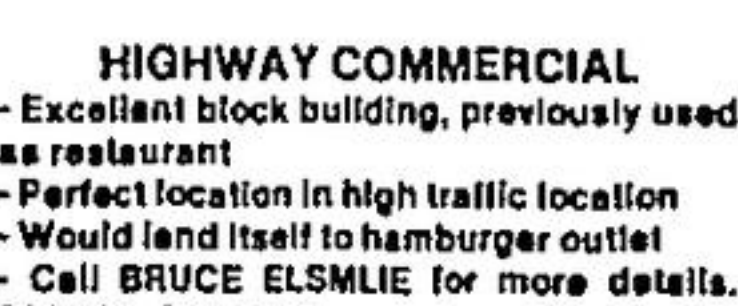 HIGHWAY COMMERCIAL
- Excellent block building, previously used
as restaurant
- Perfect location in high traffic location
- Would lend itself to hamburger outlet
- Call BRUCE ELSMLIE for more details.